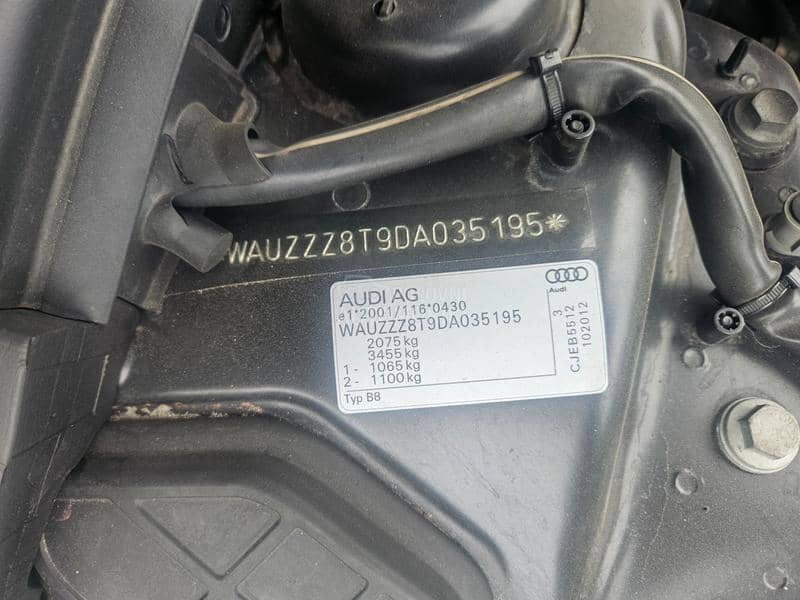 WAUZZZ8T9DA035195*
AUDI AG
e1*2001/116*0430
WAUZZZ8T9DA035195
2075 kg
3455 kg
1- 1065 kg
2- 1100 kg
Typ B8
Audi
3
CJEB5512
102012